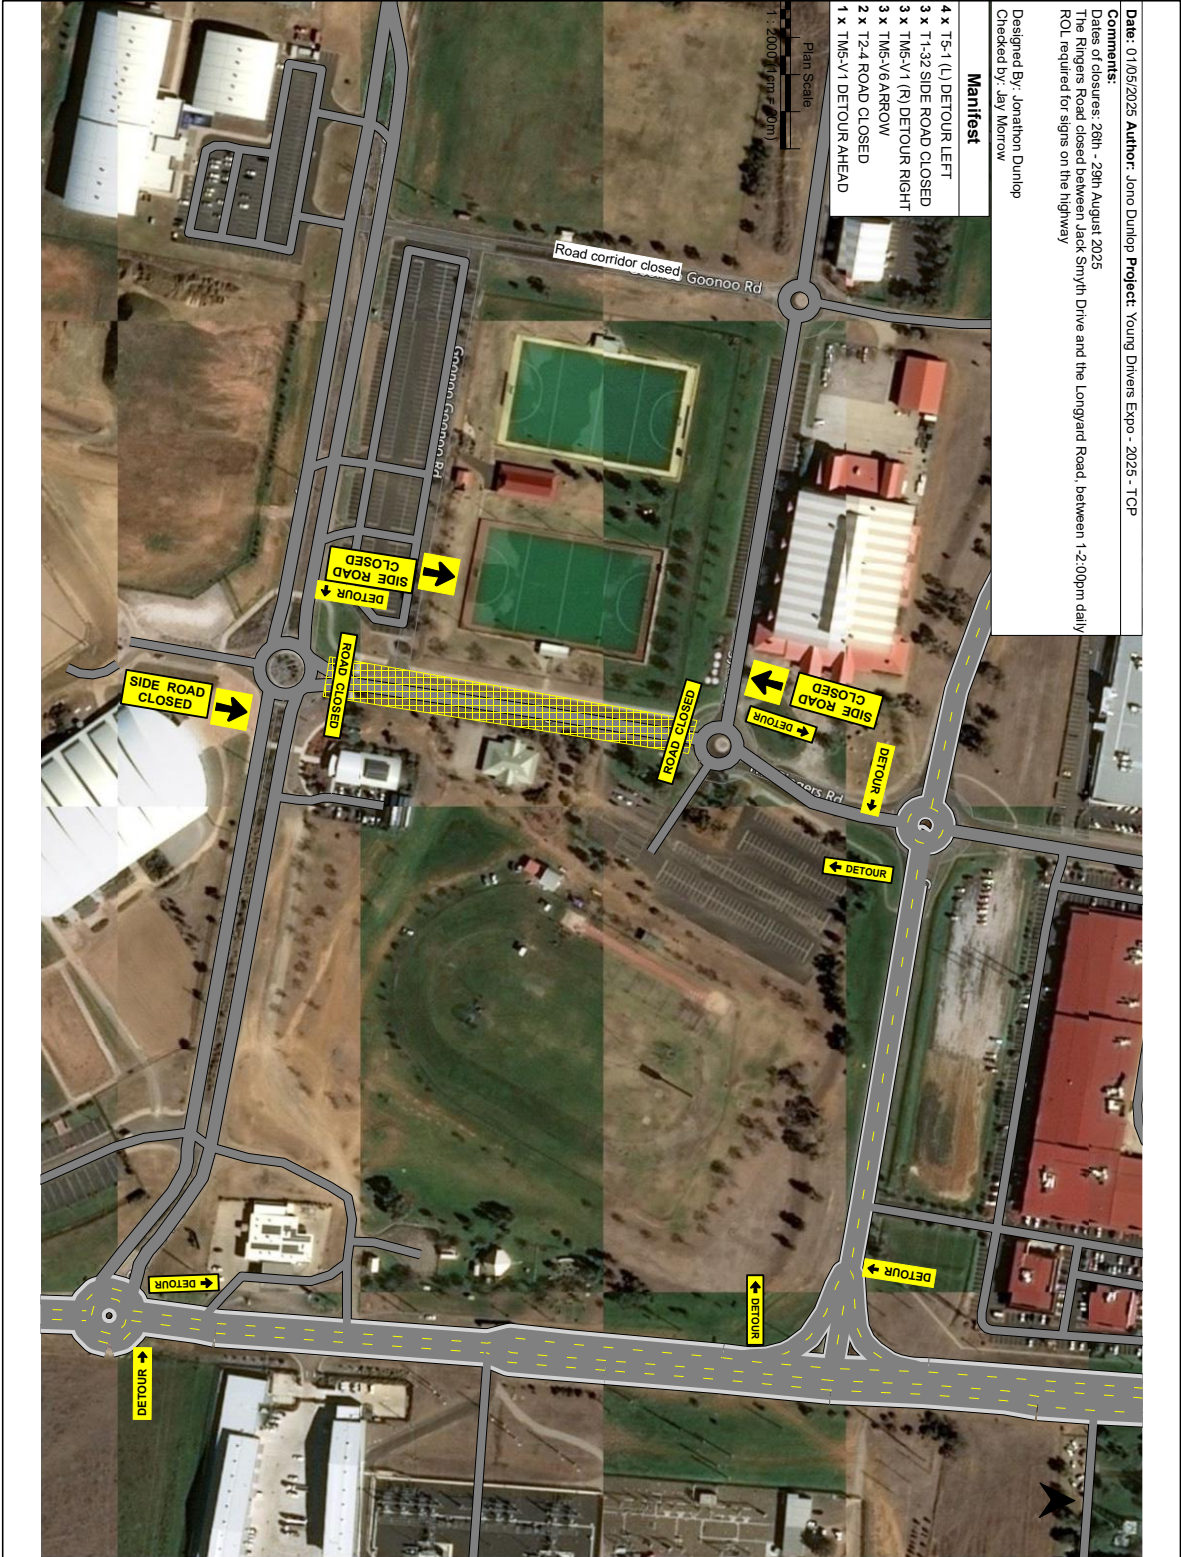 Date: 01/05/2025 Author: Jono Dunlop Project: Young Drivers Expo - 2025 - TCP
Comments:
Dates of closures: 26th - 29th August 2025
The Ringers Road closed between Jack Smyth Drive and the Longyard Road, between 1-2:00pm daily
ROL required for signs on the highway
Designed By: Jonathon Dunlop
Checked by: Jay Morrow
Manifest
4 x T5-1 (L) DETOUR LEFT
3 x T1-32 SIDE ROAD CLOSED
3 x TM5-V1 (R) DETOUR RIGHT
3 x TM5-V6 ARROW
2 x T2-4 ROAD CLOSED
1 x TM5-V1 DETOUR AHEAD
Plan Scale
Road corridor closed
Goonoo Rd
Goonoo Goonoo Rd
SIDE ROAD
CLOSED
DETOUR
ROAD CLOSED
SIDE ROAD
CLOSED
ROAD CLOSED
SIDE ROAD
CLOSED
DETOUR
DETOUR
DETOUR
DETOUR
DETOUR
DETOUR
DETOUR